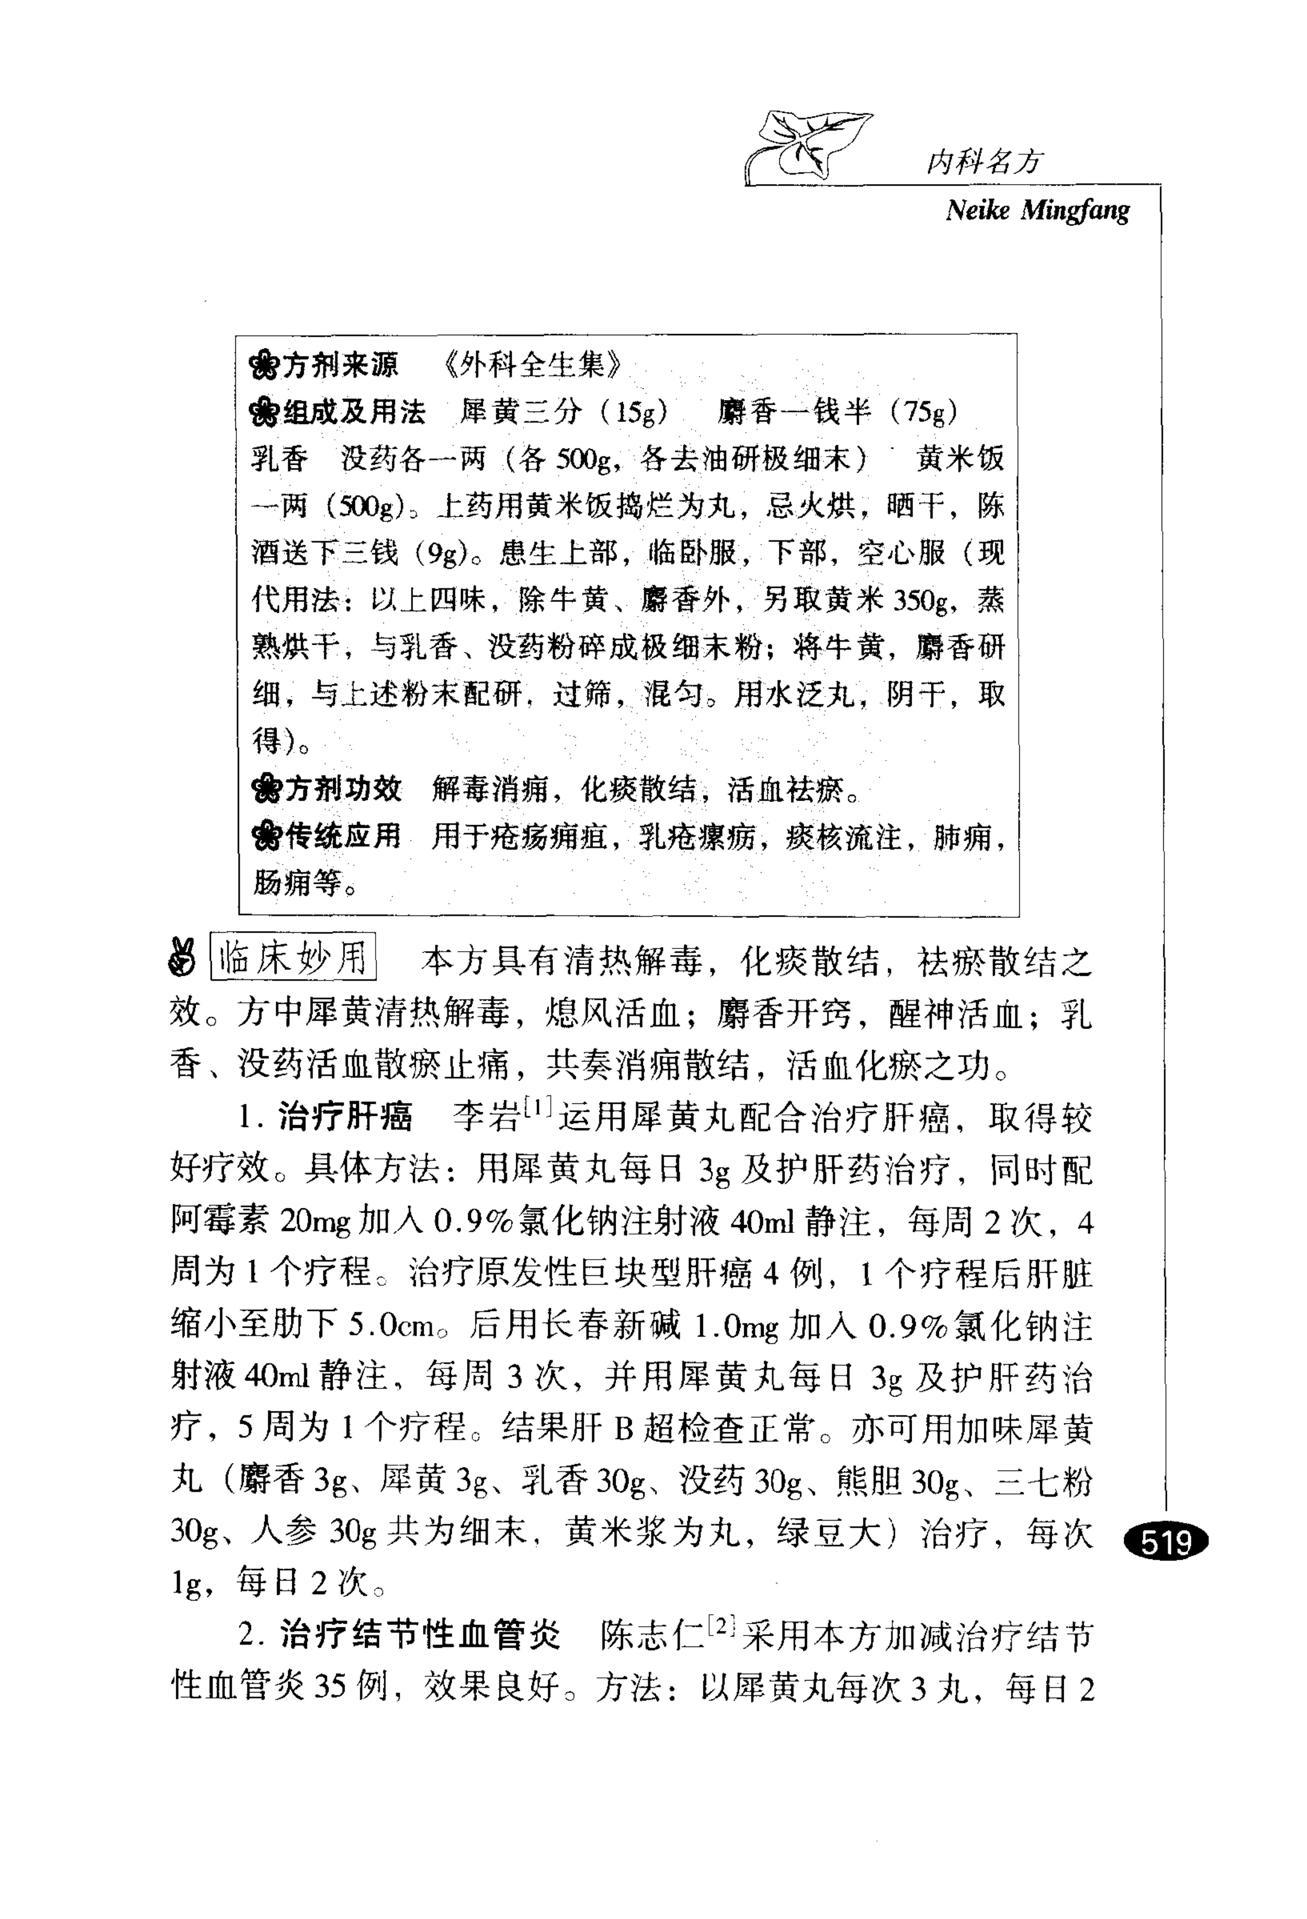 内科名方
Neike Mingfang
方剂来源 《外科全生集》
组成及用法 犀黄三分（15g） 麝香一钱半（75g）
乳香 没药各一两（各 500g，各去油研极细末） 黄米饭
一两（500g）。上药用黄米饭捣烂为丸，忌火烘，晒干，陈
酒送下三钱（9g）。患生上部，临卧服，下部，空心服（现
代用法：以上四味，除牛黄、麝香外，另取黄米 350g，蒸
熟烘干，与乳香、没药粉碎成极细末粉；将牛黄，麝香研
细，与上述粉末配研，过筛，混匀。用水泛丸，阴干，取
得）。
方剂功效 解毒消痈，化痰散结，活血祛瘀。
传统应用 用于疮疡痈疽，乳疮瘰疬，痰核流注，肺痈，
肠痈等。
临床妙用 本方具有清热解毒，化痰散结，祛瘀散结之
效。方中犀黄清热解毒，熄风活血；麝香开窍，醒神活血；乳
香、没药活血散瘀止痛，共奏消痈散结，活血化瘀之功。
1. 治疗肝癌 李岩[1]运用犀黄丸配合治疗肝癌，取得较
好疗效。具体方法：用犀黄丸每日 3g 及护肝药治疗，同时配
阿霉素 20mg 加入 0.9%氯化钠注射液 40ml 静注，每周 2 次，4
周为 1 个疗程。治疗原发性巨块型肝癌 4 例，1 个疗程后肝脏
缩小至肋下 5.0cm。后用长春新碱 1.0mg 加入 0.9%氯化钠注
射液 40ml 静注，每周 3 次，并用犀黄丸每日 3g 及护肝药治
疗，5 周为 1 个疗程。结果肝 B 超检查正常。亦可用加味犀黄
丸（麝香 3g、犀黄 3g、乳香 30g、没药 30g、熊胆 30g、三七粉
30g、人参 30g 共为细末，黄米浆为丸，绿豆大）治疗，每次
1g，每日 2 次。
2. 治疗结节性血管炎 陈志仁[2]采用本方加减治疗结节
性血管炎 35 例，效果良好。方法：以犀黄丸每次 3 丸，每日 2
519